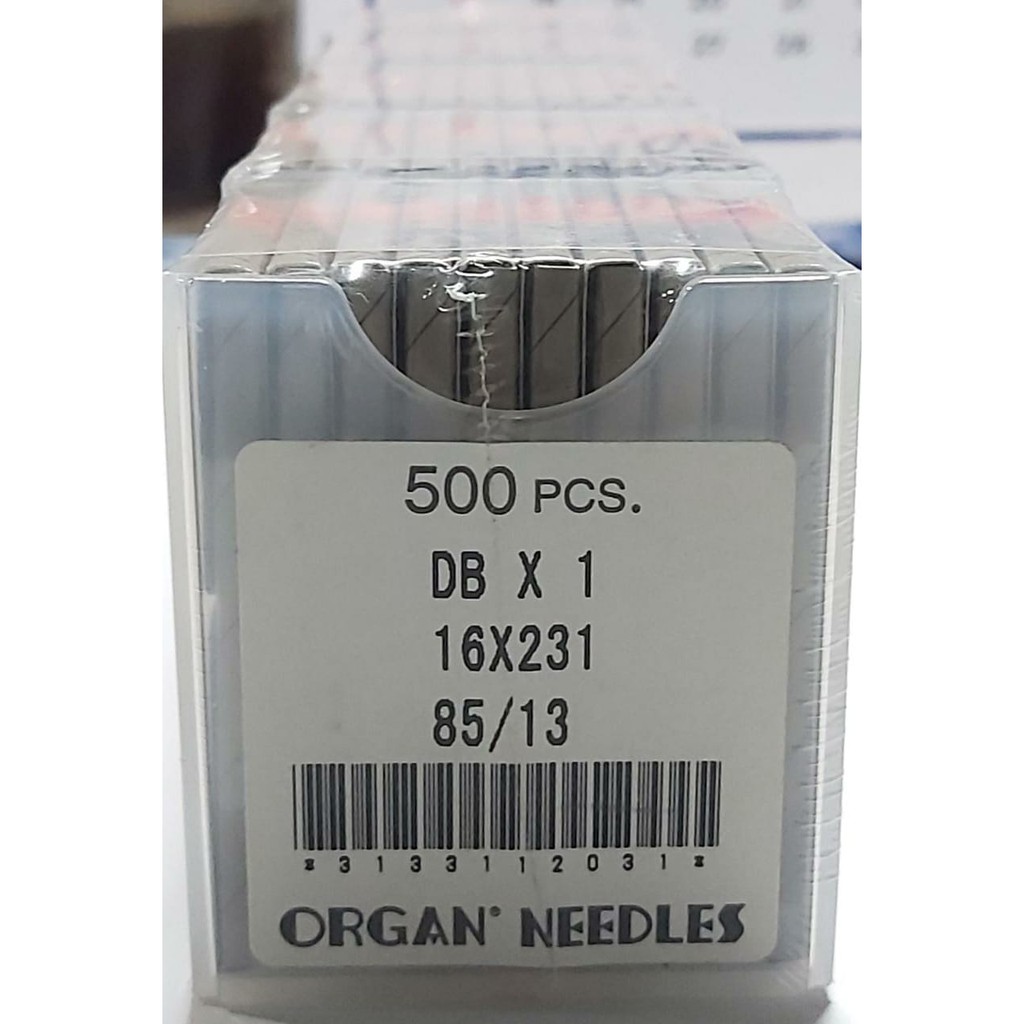 500 PCS.
DB X 1
16X231
85/13
*3133112031*
ORGAN® NEEDLES